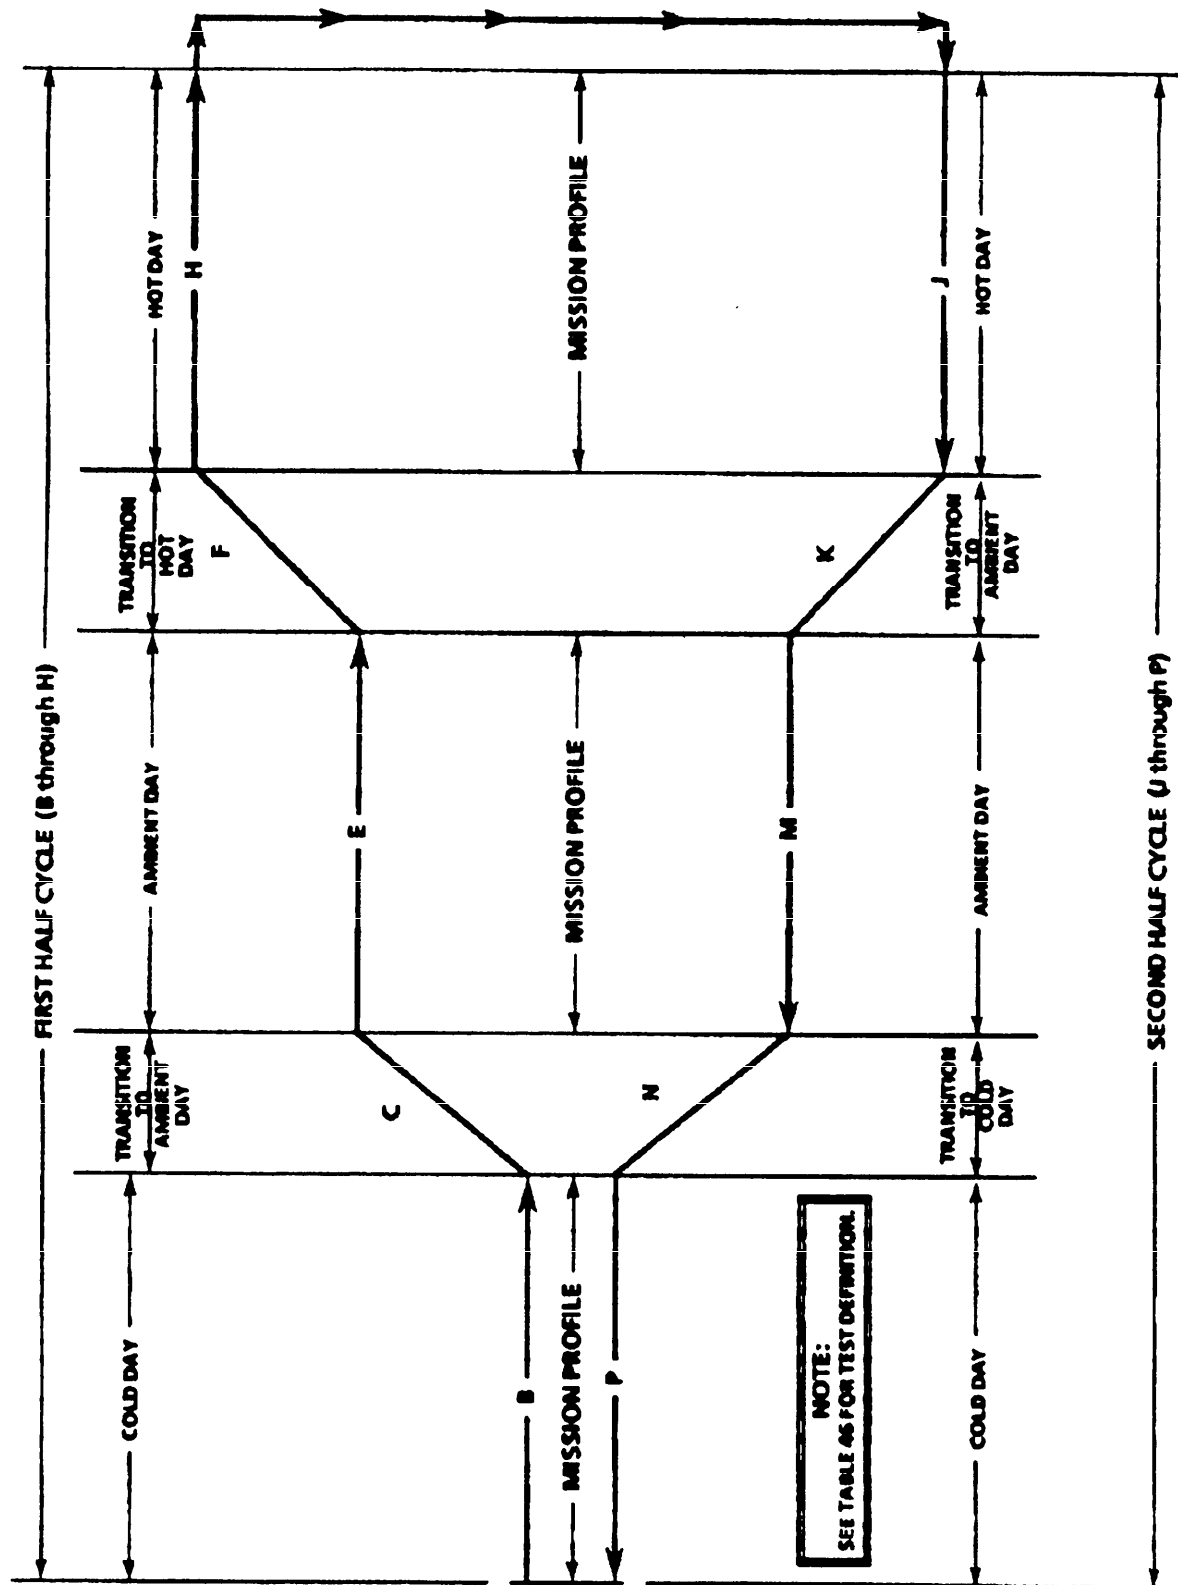 FIRST HALF CYCLE (B through H)
COLD DAY
TRANSITION
TO
AMBIENT
DAY
AMBIENT DAY
TRANSITION
TO
HOT
DAY
HOT DAY
B
C
E
F
H
MISSION PROFILE
MISSION PROFILE
MISSION PROFILE
P
N
M
K
J
NOTE:
SEE TABLE 46 FOR TEST DEFINITION.
COLD DAY
TRANSITION
TO
COLD
DAY
AMBIENT DAY
TRANSITION
TO
AMBIENT
DAY
HOT DAY
SECOND HALF CYCLE (J through P)